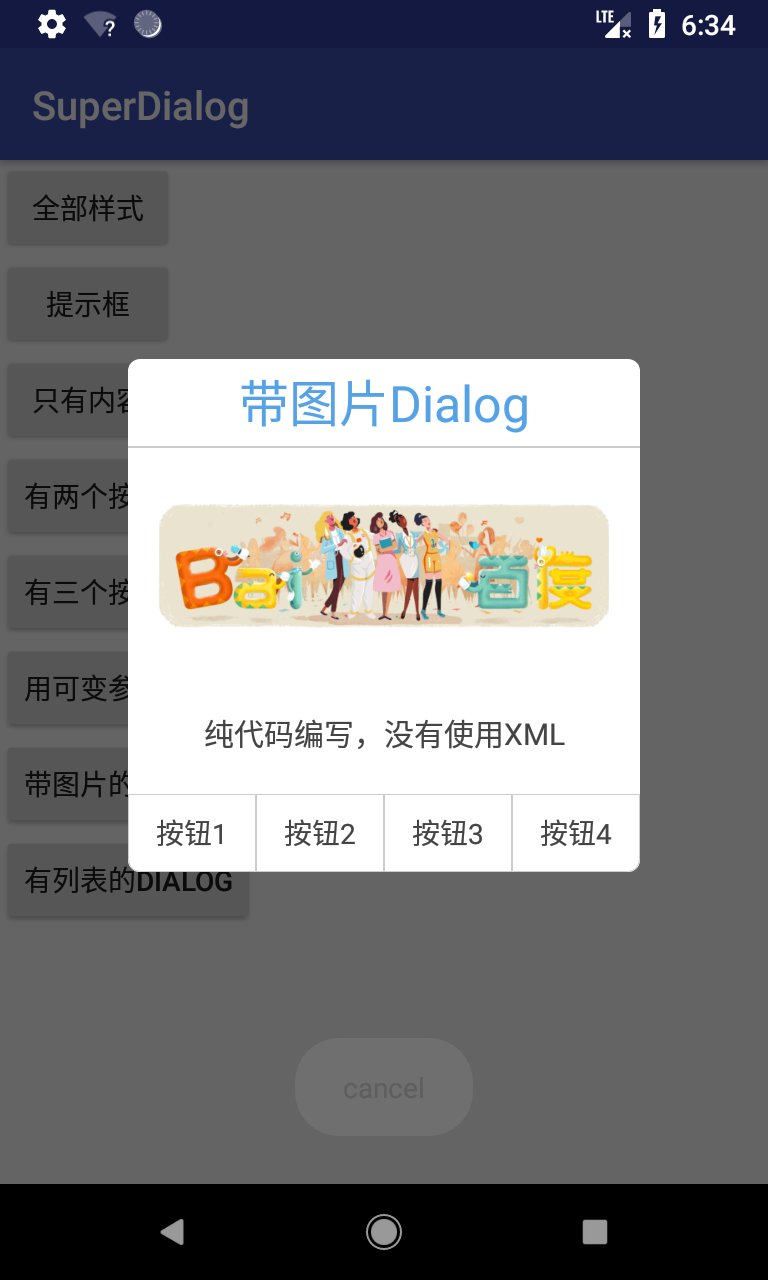 LTE
6:34
SuperDialog
全部样式
提示框
只有内容
有两个按
有三个按
用可变参
带图片的
有列表的DIALOG
带图片Dialog
Bai百度
纯代码编写，没有使用XML
按钮1
按钮2
按钮3
按钮4
cancel